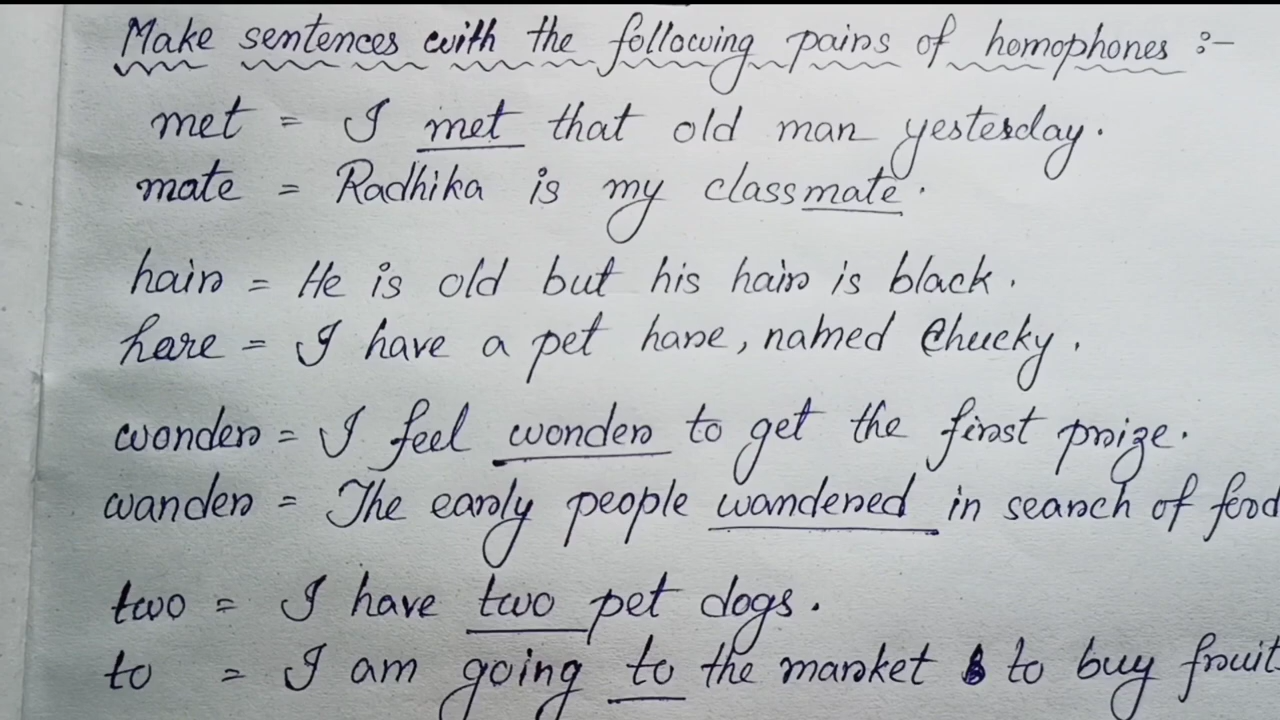 Make sentences with the following pairs of homophones :-
met = I met that old man yesterday.
mate = Radhika is my classmate.
hair = He is old but his hair is black.
hare = I have a pet hare, named Chucky.
wonder = I feel wonder to get the first prize.
wander = The early people wandered in search of food
two = I have two pet dogs.
to = I am going to the market to buy fruit